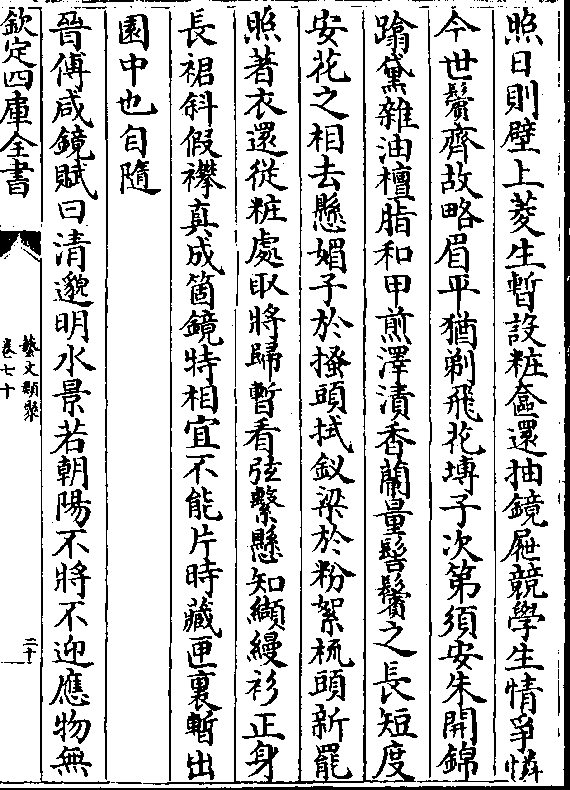 照日則壁上菱生暫設粧奩還抽鏡屜競學生情爭憐
今世鬢齊故略眉平猶剃飛花塼子次第須安朱開錦
蹹黛雜油檀脂和甲煎澤漬香蘭量髻鬢之長短度
安花之相去懸媚子於搔頭拭釵梁於粉絮梳頭新罷
照著衣還從粧處取將歸暫看弦繫懸知纈縵衫正身
長裙斜假襻真成箇鏡特相宜不能片時藏匣裏暫出
園中也自隨
晉傅咸鏡賦曰清邈明水景若朝陽不將不迎應物無
欽定四庫全書
藝文類聚
卷七十
二十